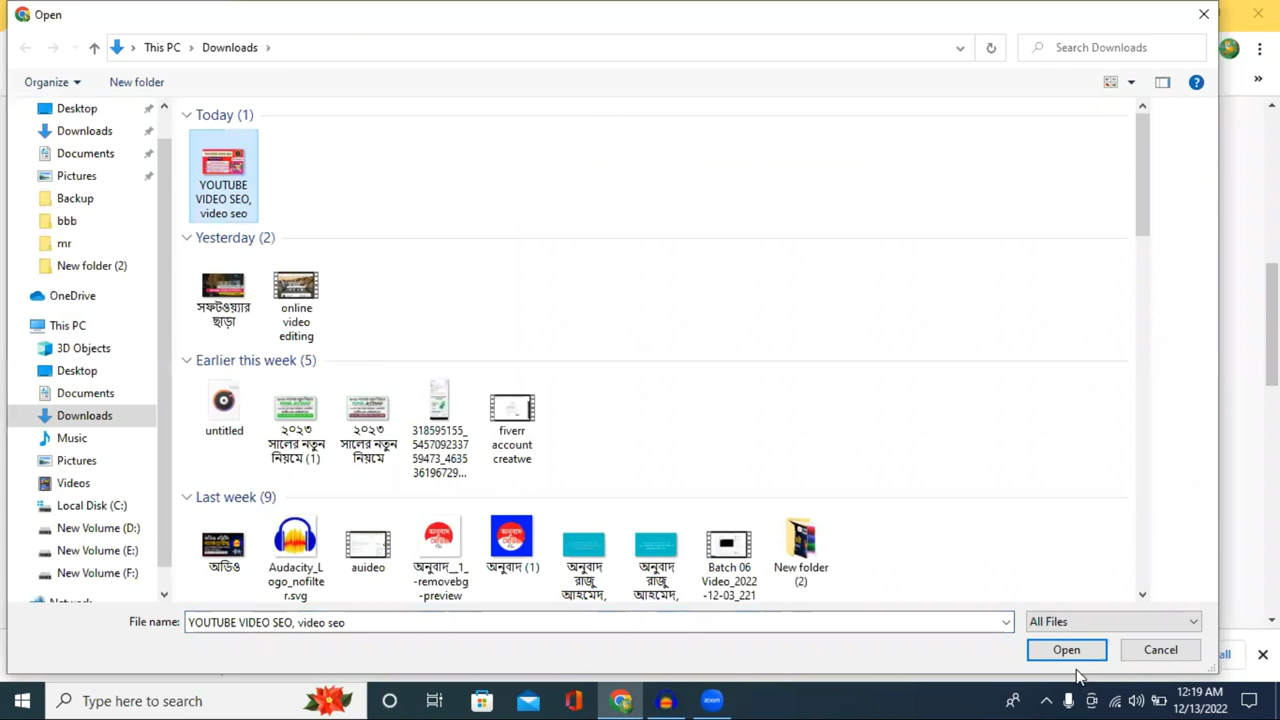 Open
This PC
Downloads
Search Downloads
Organize
New folder
Desktop
Downloads
Documents
Pictures
Backup
bbb
mr
New folder (2)
OneDrive
This PC
3D Objects
Desktop
Documents
Downloads
Music
Pictures
Videos
Local Disk (C:)
New Volume (D:)
New Volume (E:)
New Volume (F:)
Today (1)
YOUTUBE
VIDEO SEO,
video seo
Yesterday (2)
সফটওয়্যার
ছাড়া
online
video
editing
Earlier this week (5)
untitled
২০২৩
সালের নতুন
নিয়মে (1)
২০২৩
সালের নতুন
নিয়মে
318595155_
5457092337
59473_4635
36196729...
fiverr
account
creatwe
Last week (9)
অডিও
Audacity_L
ogo_nofilte
r.svg
auideo
অনুবাদ__1_
-removebg
-preview
অনুবাদ (1)
অনুবাদ
রাজু
আহমেদ,
অনুবাদ
রাজু
আহমেদ,
Batch 06
Video_2022
-12-03_221
New folder
(2)
File name:
YOUTUBE VIDEO SEO, video seo
All Files
Open
Cancel
all
Type here to search
zoom
12:19 AM
12/13/2022